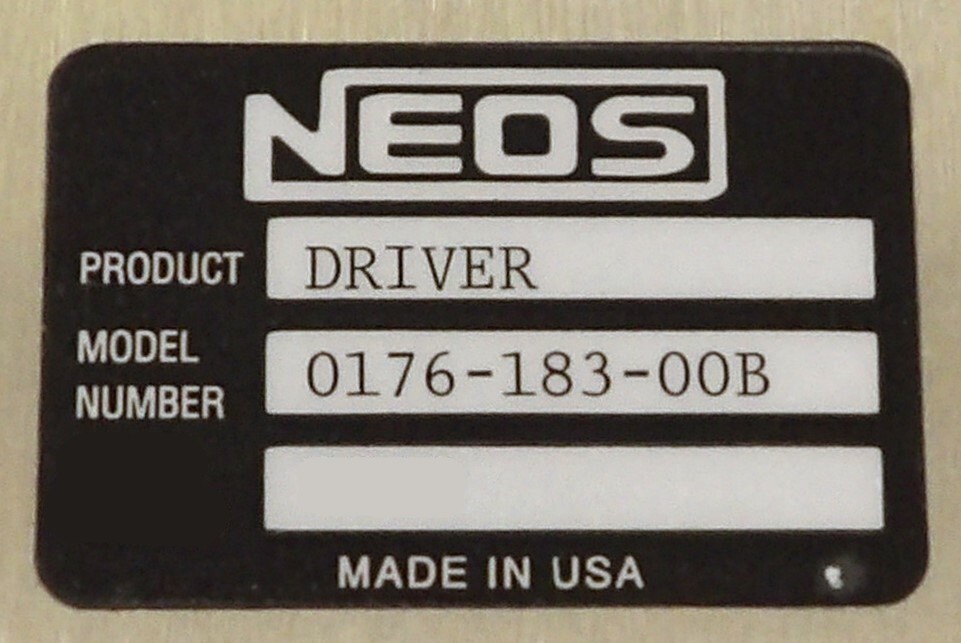 NEOS
PRODUCT DRIVER
MODEL NUMBER 0176-183-00B
MADE IN USA